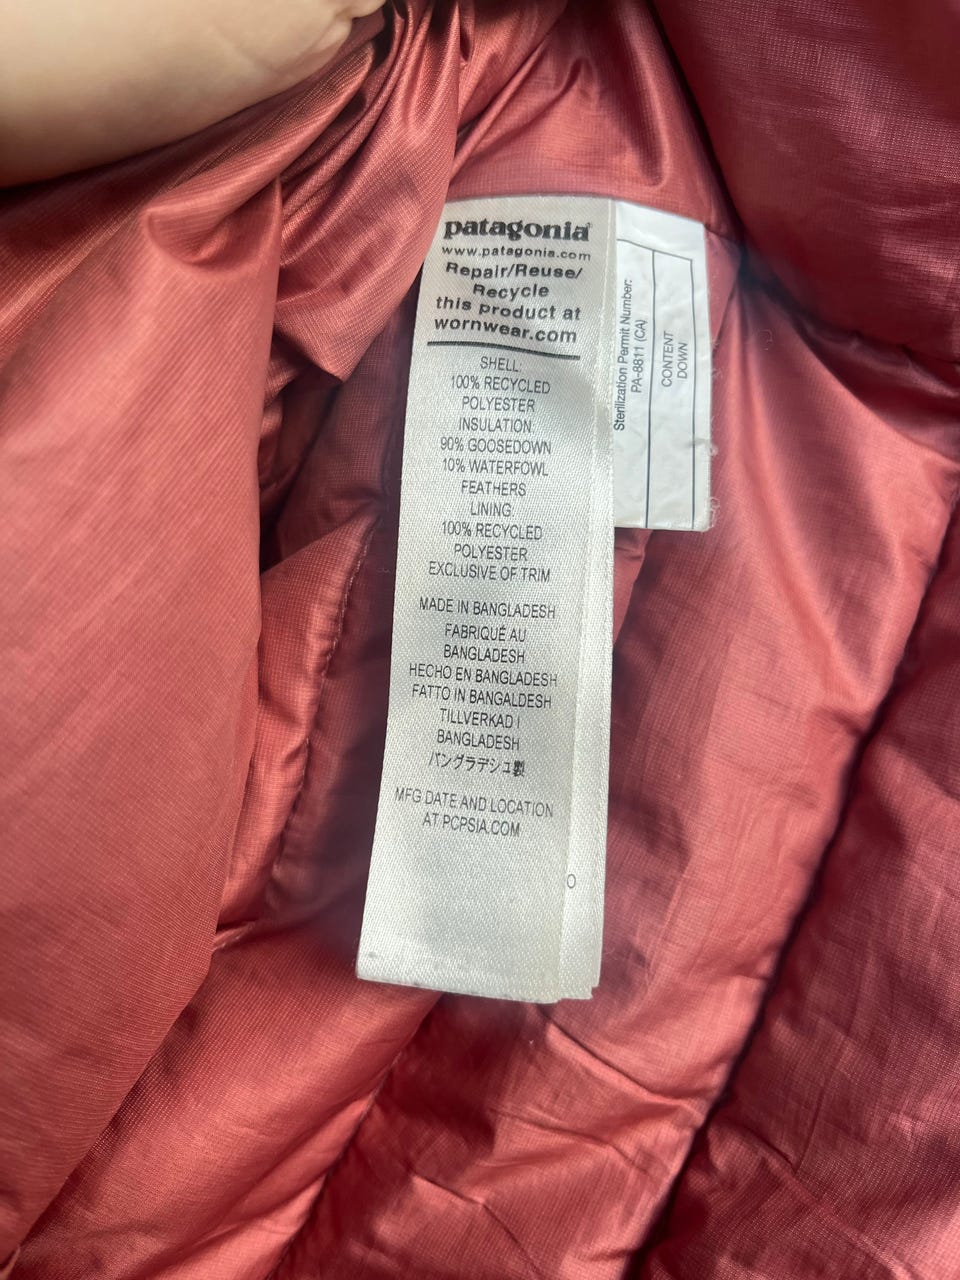 patagonia®
www.patagonia.com
Repair/Reuse/
Recycle
this product at
wornwear.com
SHELL:
100% RECYCLED
POLYESTER
INSULATION:
90% GOOSEDOWN
10% WATERFOWL
FEATHERS
LINING:
100% RECYCLED
POLYESTER
EXCLUSIVE OF TRIM
MADE IN BANGLADESH
FABRIQUÉ AU
BANGLADESH
HECHO EN BANGLADESH
FATTO IN BANGALDESH
TILLVERKAD I
BANGLADESH
バングラデシュ製
MFG DATE AND LOCATION
AT PCPSIA.COM
O
Sterilization Permit Number:
PA-8811 (CA)
CONTENT
DOWN